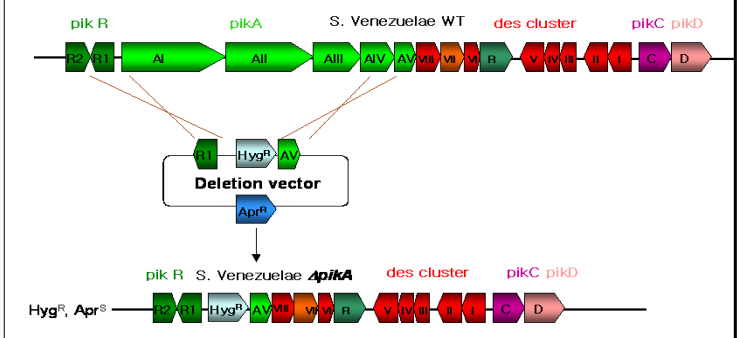 pik R pikA S. Venezuelae WT des cluster pikC pikD
R2 R1 AI AII AIII AIV AV VIII VII VI R V IV III II I C D
R1 Hygᴿ AV
Deletion vector
Aprᴿ
pik R S. Venezuelae ΔpikA des cluster pikC pikD
Hygᴿ, Aprˢ R2 R1 Hygᴿ AV VIII VII VI R V IV III II I C D